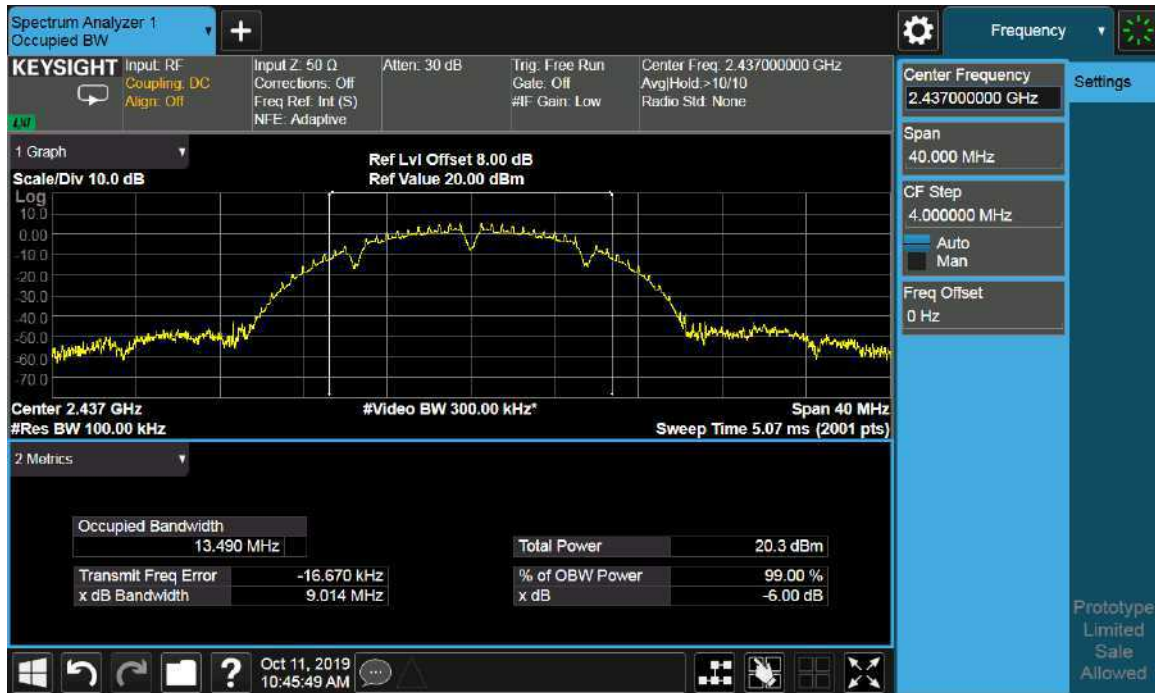 Spectrum Analyzer 1
Occupied BW
+
Frequency
KEYSIGHT
Input: RF
Coupling: DC
Align: Off
Input Z: 50 Ω
Corrections: Off
Freq Ref: Int (S)
NFE: Adaptive
Atten: 30 dB
Trig: Free Run
Gate: Off
#IF Gain: Low
Center Freq: 2.437000000 GHz
Avg|Hold:>10/10
Radio Std: None
1 Graph
Scale/Div 10.0 dB
Ref Lvl Offset 8.00 dB
Ref Value 20.00 dBm
Log
10.0
0.00
-10.0
-20.0
-30.0
-40.0
-50.0
-60.0
-70.0
Center 2.437 GHz
#Res BW 100.00 kHz
#Video BW 300.00 kHz*
Span 40 MHz
Sweep Time 5.07 ms (2001 pts)
2 Metrics
Occupied Bandwidth
13.490 MHz
Transmit Freq Error -16.670 kHz
x dB Bandwidth 9.014 MHz
Total Power 20.3 dBm
% of OBW Power 99.00 %
x dB -6.00 dB
Center Frequency
2.437000000 GHz
Settings
Span
40.000 MHz
CF Step
4.000000 MHz
Auto
Man
Freq Offset
0 Hz
Prototype
Limited
Sale
Allowed
?
Oct 11, 2019
10:45:49 AM